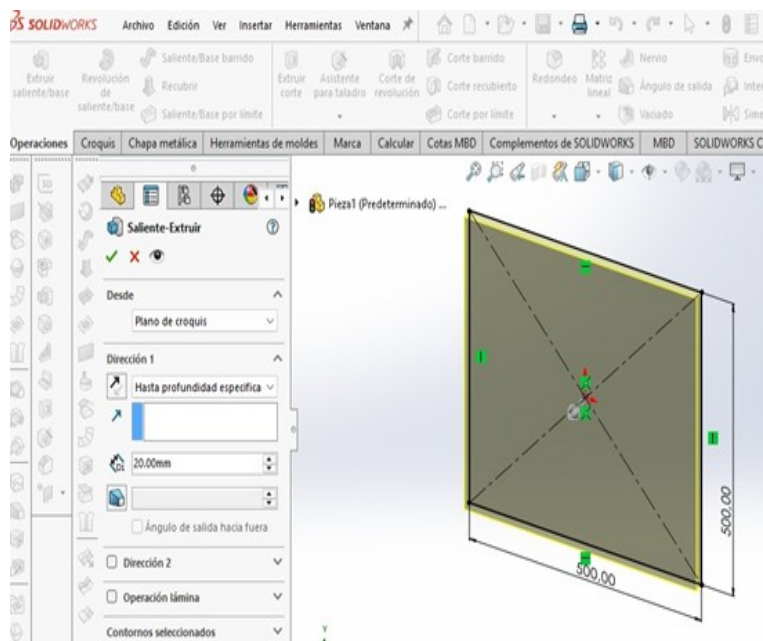 SOLIDWORKS Archivo Edición Ver Insertar Herramientas Ventana
Extruir saliente/base
Revolución de saliente/base
Saliente/Base barrido
Recubrir
Saliente/Base por límite
Extruir corte
Asistente para taladro
Corte de revolución
Corte barrido
Corte recubierto
Corte por límite
Redondeo
Matriz lineal
Nervio
Ángulo de salida
Vaciado
Operaciones Croquis Chapa metálica Herramientas de moldes Marca Calcular Cotas MBD Complementos de SOLIDWORKS MBD SOLIDWORKS C
Pieza1 (Predeterminado) ...
Saliente-Extruir
Desde
Plano de croquis
Dirección 1
Hasta profundidad especifica
20.00mm
Ángulo de salida hacia fuera
Dirección 2
Operación lámina
Contornos seleccionados
500,00
500,00
Y